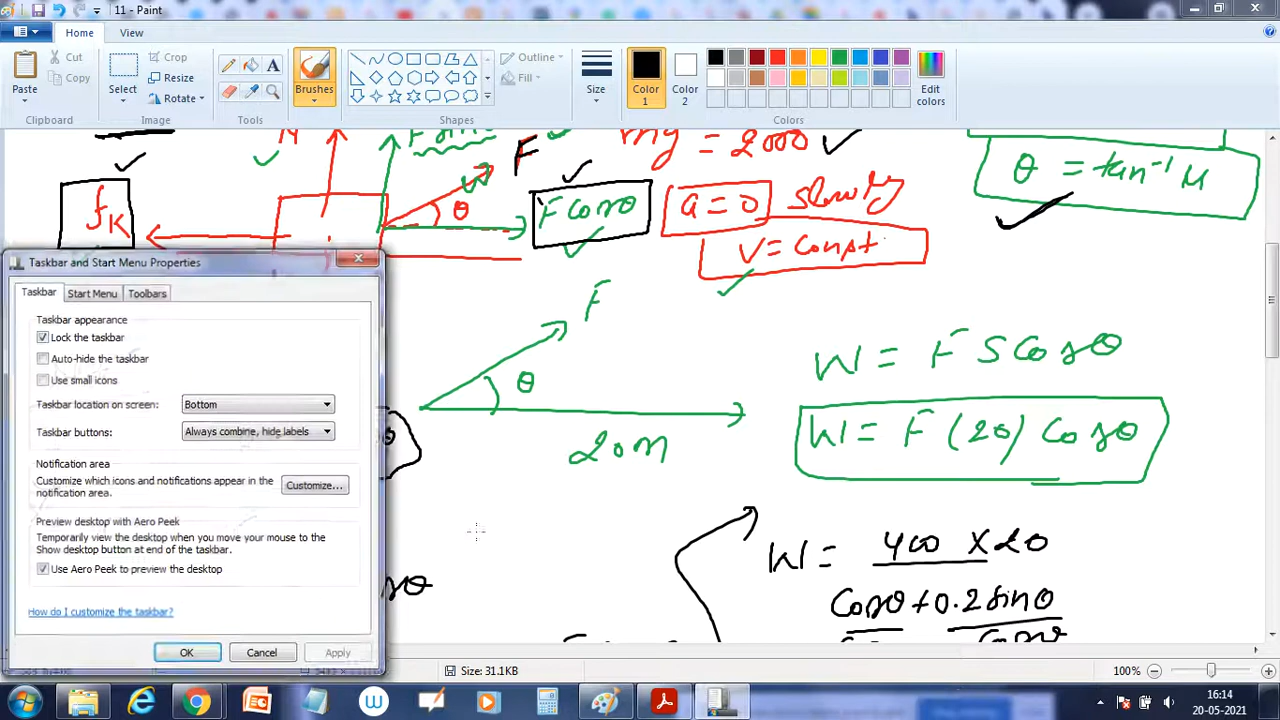 11 - Paint
Home
View
Paste
Cut
Copy
Clipboard
Select
Crop
Resize
Rotate
Image
Tools
Brushes
Shapes
Outline
Fill
Size
Color 1
Color 2
Edit colors
Colors
N
F sin
F
mg = 2000
θ = tan⁻¹ μ
fK
θ
F cosθ
a = 0 slowly
V = Const
F
θ
20m
W = F S Cosθ
W = F (20) Cosθ
W = 400 X 20
Cosθ + 0.2 sinθ
Cosθ
sθ
Taskbar and Start Menu Properties
Taskbar
Start Menu
Toolbars
Taskbar appearance
Lock the taskbar
Auto-hide the taskbar
Use small icons
Taskbar location on screen: Bottom
Taskbar buttons: Always combine, hide labels
Notification area
Customize which icons and notifications appear in the notification area.
Customize...
Preview desktop with Aero Peek
Temporarily view the desktop when you move your mouse to the Show desktop button at end of the taskbar.
Use Aero Peek to preview the desktop
How do I customize the taskbar?
OK
Cancel
Apply
Size: 31.1KB
100%
16:14
20-05-2021